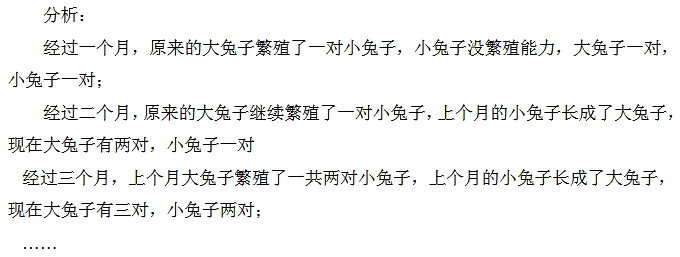 分析：
经过一个月，原来的大兔子繁殖了一对小兔子，小兔子没繁殖能力，大兔子一对，
小兔子一对；
经过二个月，原来的大兔子继续繁殖了一对小兔子，上个月的小兔子长成了大兔子，
现在大兔子有两对，小兔子一对
经过三个月，上个月大兔子繁殖了一共两对小兔子，上个月的小兔子长成了大兔子，
现在大兔子有三对，小兔子两对；
……